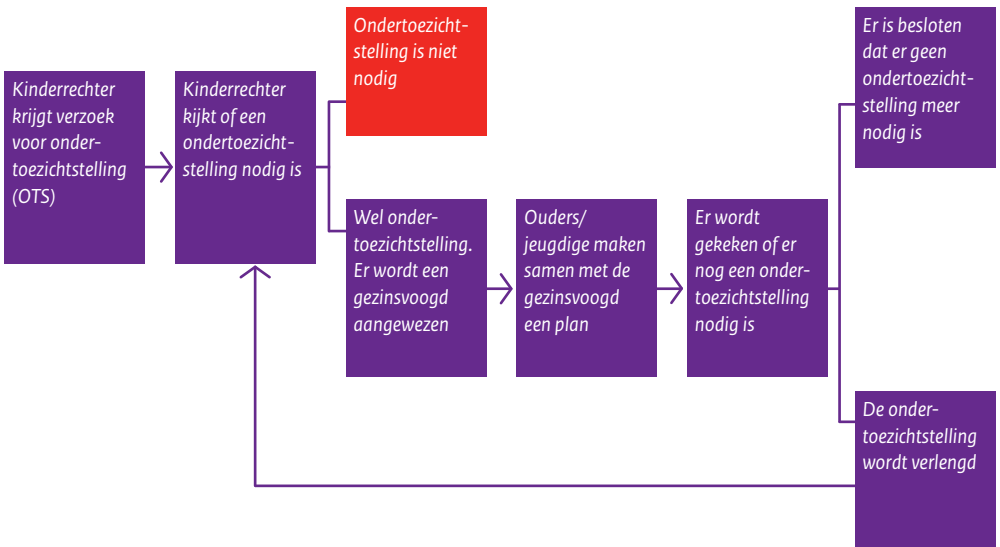 Kinderrechter
krijgt verzoek
voor onder-
toezichtstelling
(OTS)
Kinderrechter
kijkt of een
ondertoezicht-
stelling nodig is
Ondertoezicht-
stelling is niet
nodig
Wel onder-
toezichtstelling.
Er wordt een
gezinsvoogd
aangewezen
Ouders/
jeugdige maken
samen met de
gezinsvoogd
een plan
Er wordt
gekeken of er
nog een onder-
toezichtstelling
nodig is
Er is besloten
dat er geen
ondertoezicht-
stelling meer
nodig is
De onder-
toezichtstelling
wordt verlengd